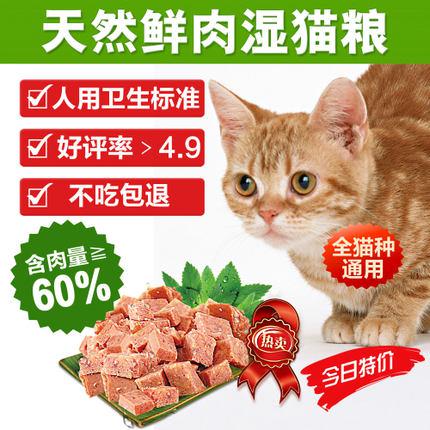 天然鲜肉湿猫粮
人用卫生标准
好评率＞4.9
不吃包退
含肉量≥
60%
全猫种
通用
热卖
今日特价